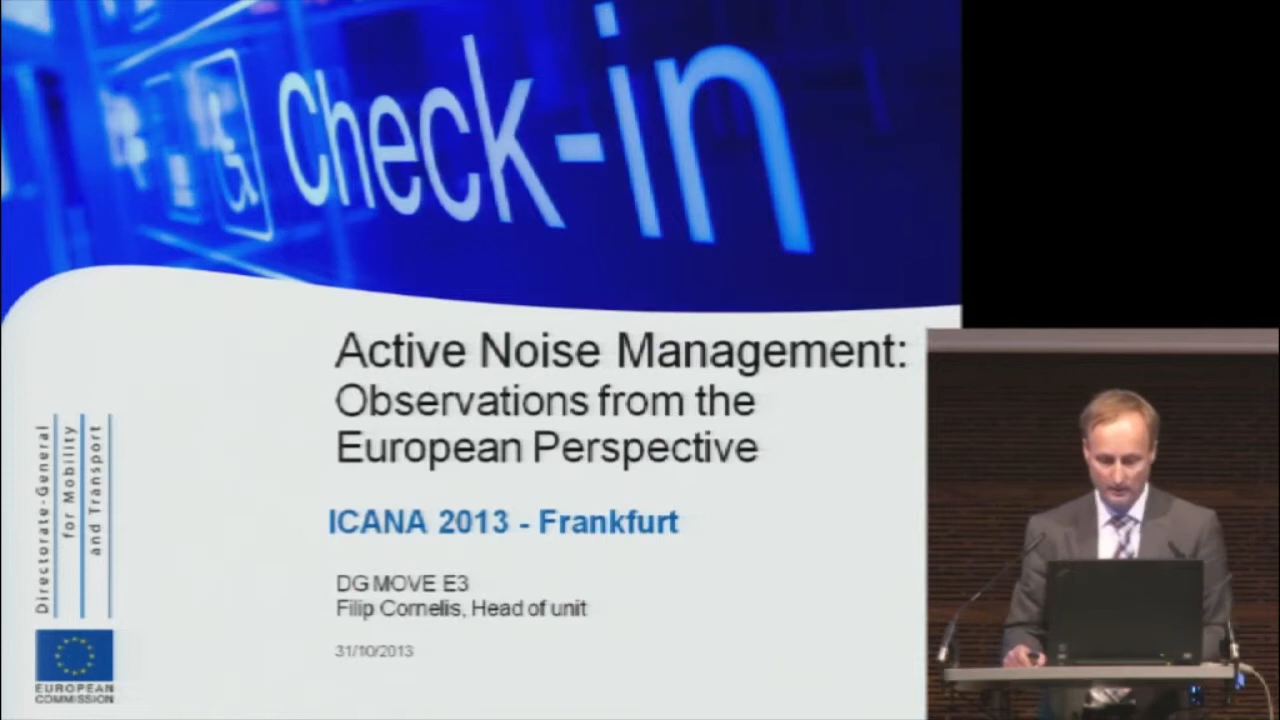 Check-in
Active Noise Management:
Observations from the
European Perspective
ICANA 2013 - Frankfurt
DG MOVE E3
Filip Cornelis, Head of unit
31/10/2013
Directorate-General
for Mobility
and Transport
EUROPEAN
COMMISSION